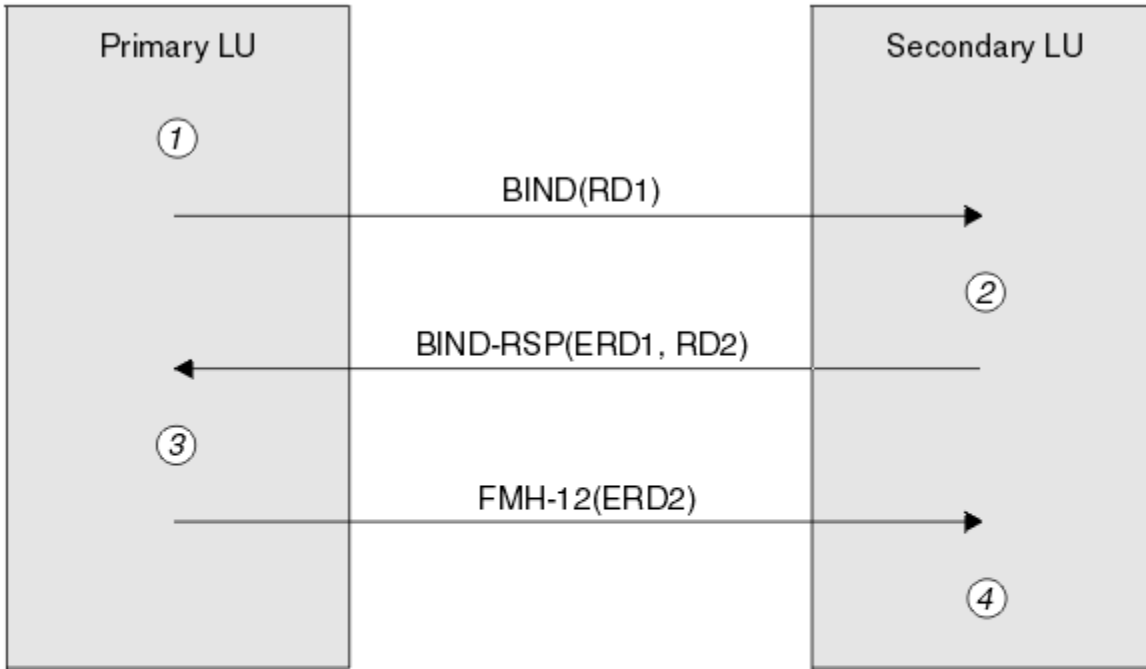 Primary LU
Secondary LU
1
BIND(RD1)
2
BIND-RSP(ERD1, RD2)
3
FMH-12(ERD2)
4